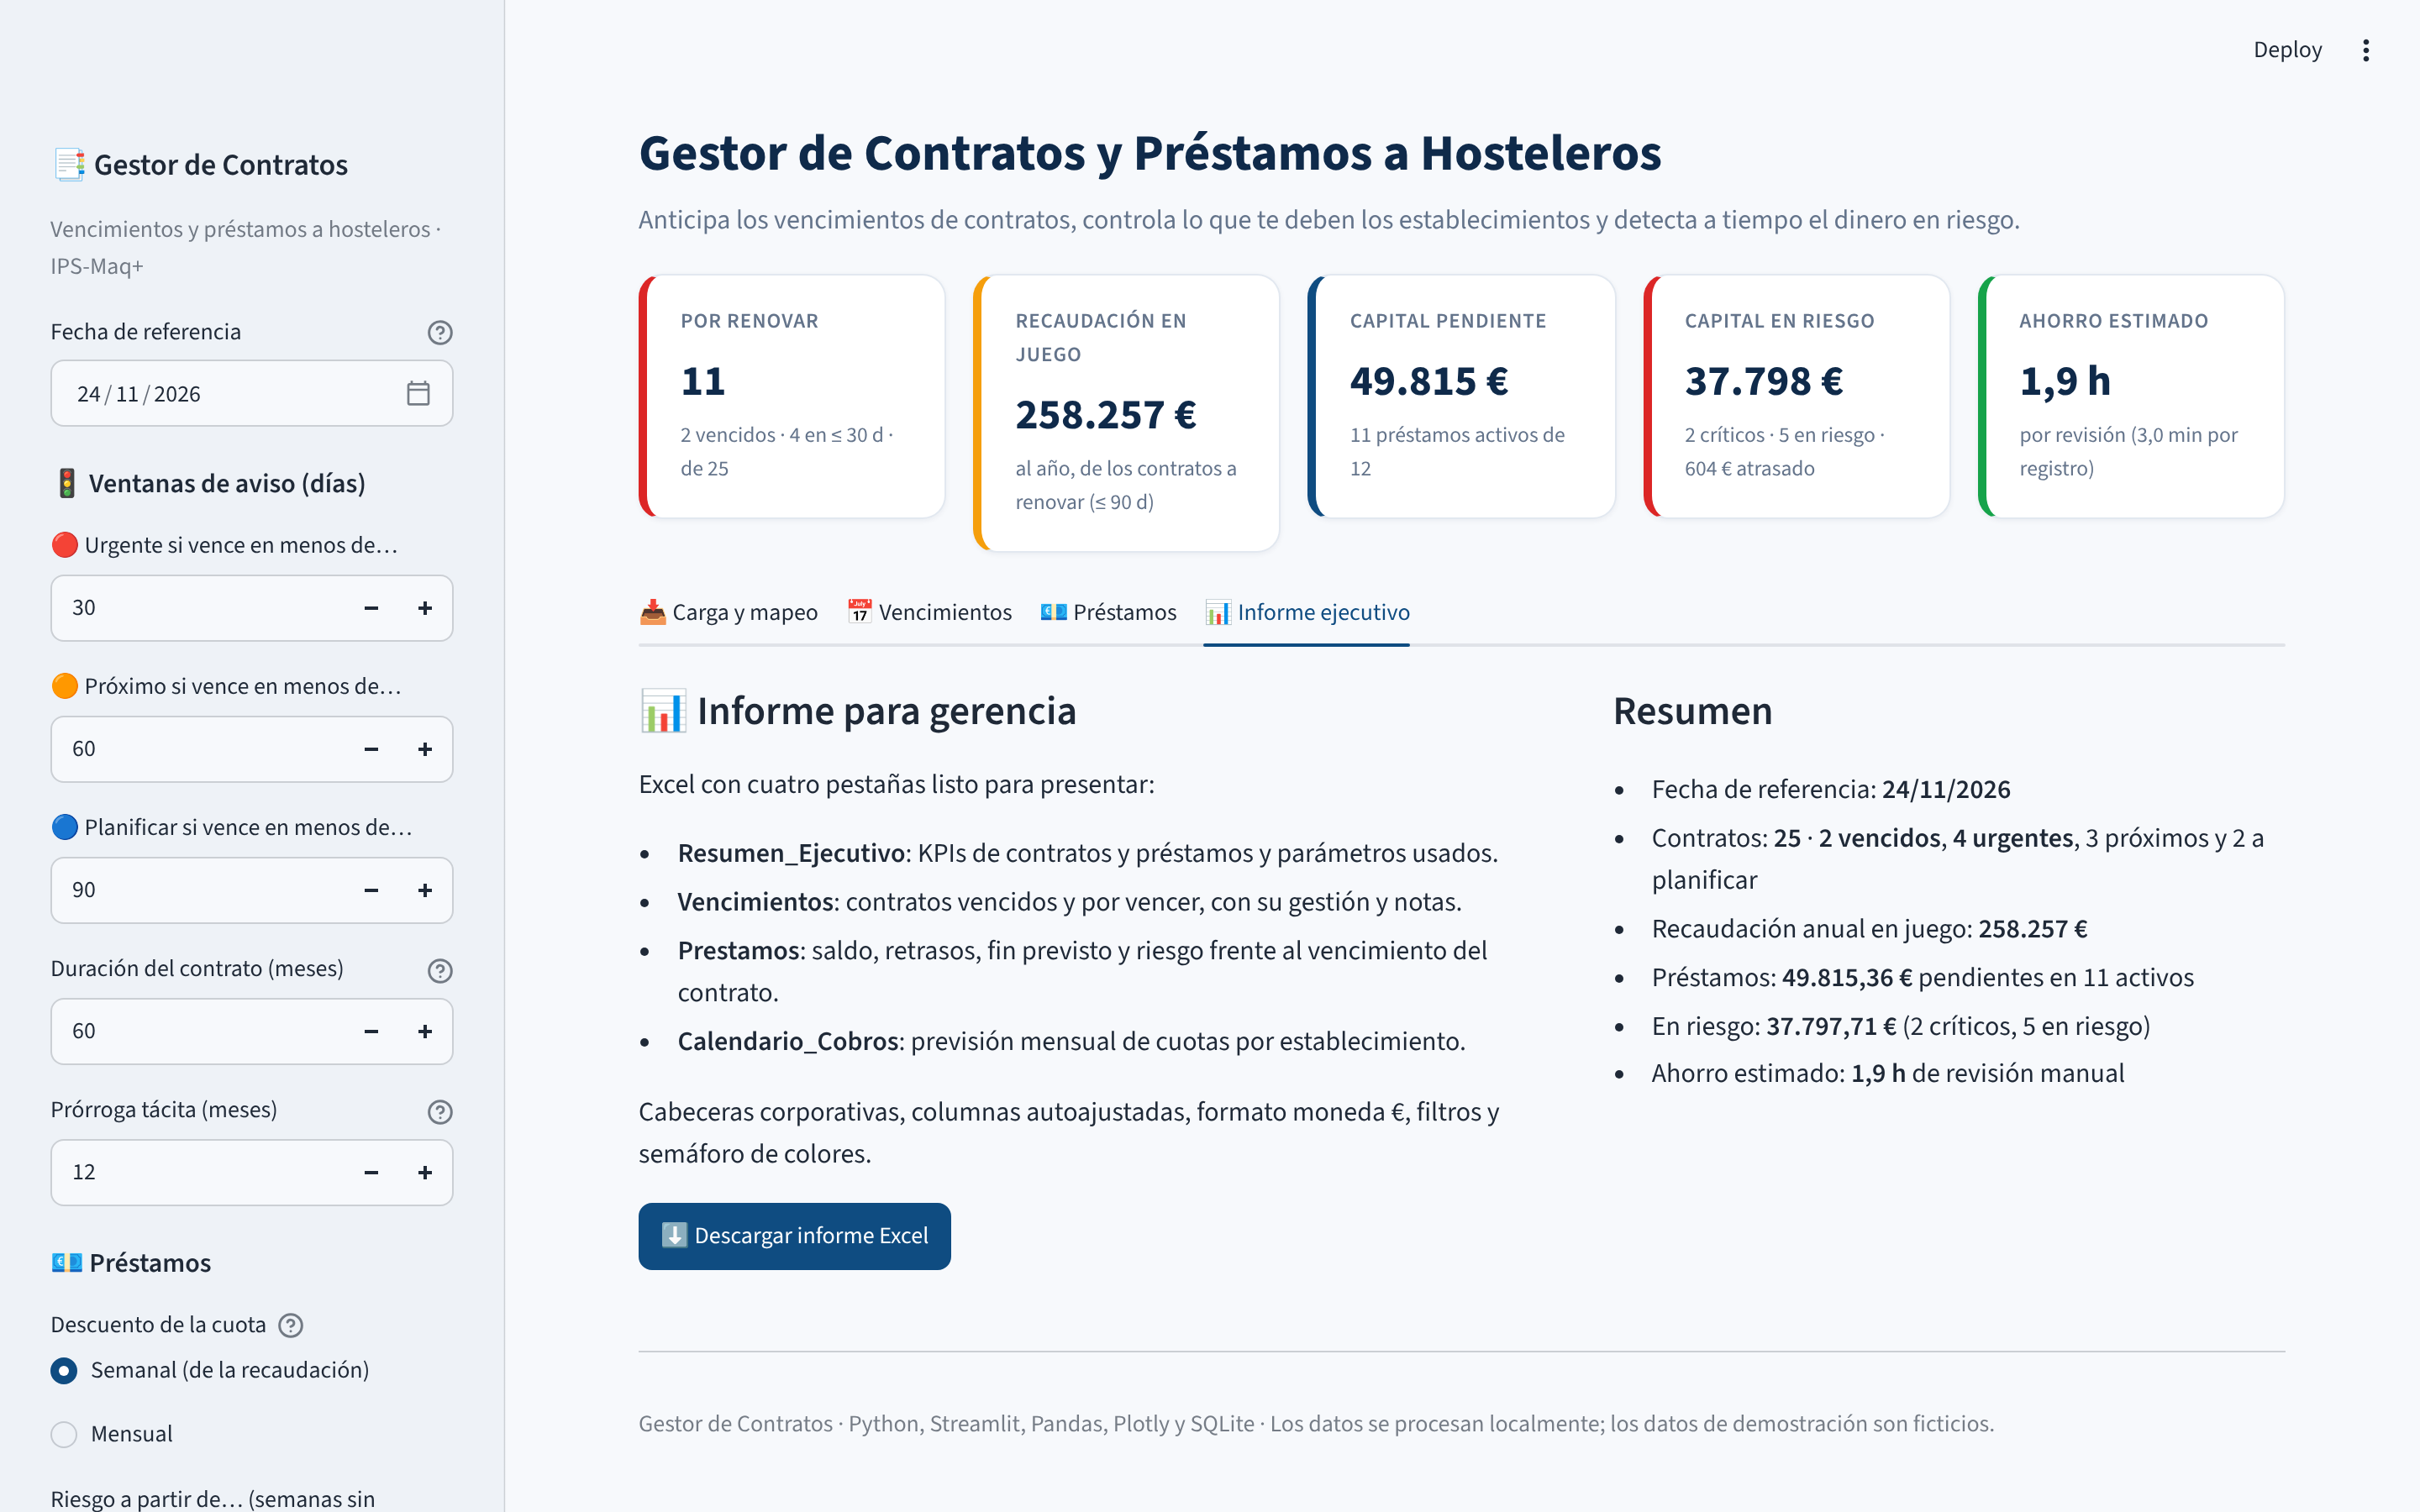 Deploy
Gestor de Contratos
Vencimientos y préstamos a hosteleros ·
IPS-Maq+
Fecha de referencia
24/11/2026
Ventanas de aviso (días)
Urgente si vence en menos de…
30
Próximo si vence en menos de…
60
Planificar si vence en menos de…
90
Duración del contrato (meses)
60
Prórroga tácita (meses)
12
Préstamos
Descuento de la cuota
Semanal (de la recaudación)
Mensual
Riesgo a partir de… (semanas sin
Gestor de Contratos y Préstamos a Hosteleros
Anticipa los vencimientos de contratos, controla lo que te deben los establecimientos y detecta a tiempo el dinero en riesgo.
POR RENOVAR
11
2 vencidos · 4 en ≤ 30 d ·
de 25
RECAUDACIÓN EN
JUEGO
258.257 €
al año, de los contratos a
renovar (≤ 90 d)
CAPITAL PENDIENTE
49.815 €
11 préstamos activos de
12
CAPITAL EN RIESGO
37.798 €
2 críticos · 5 en riesgo ·
604 € atrasado
AHORRO ESTIMADO
1,9 h
por revisión (3,0 min por
registro)
Carga y mapeo
Vencimientos
Préstamos
Informe ejecutivo
Informe para gerencia
Excel con cuatro pestañas listo para presentar:
• Resumen_Ejecutivo: KPIs de contratos y préstamos y parámetros usados.
• Vencimientos: contratos vencidos y por vencer, con su gestión y notas.
• Prestamos: saldo, retrasos, fin previsto y riesgo frente al vencimiento del
contrato.
• Calendario_Cobros: previsión mensual de cuotas por establecimiento.
Cabeceras corporativas, columnas autoajustadas, formato moneda €, filtros y
semáforo de colores.
Descargar informe Excel
Resumen
• Fecha de referencia: 24/11/2026
• Contratos: 25 · 2 vencidos, 4 urgentes, 3 próximos y 2 a
planificar
• Recaudación anual en juego: 258.257 €
• Préstamos: 49.815,36 € pendientes en 11 activos
• En riesgo: 37.797,71 € (2 críticos, 5 en riesgo)
• Ahorro estimado: 1,9 h de revisión manual
Gestor de Contratos · Python, Streamlit, Pandas, Plotly y SQLite · Los datos se procesan localmente; los datos de demostración son ficticios.